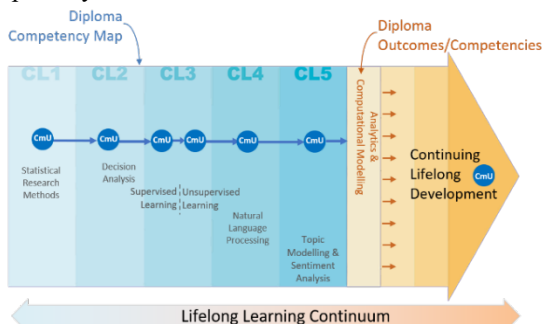 Diploma
Competency Map
Diploma
Outcomes/Competencies
CL1
CL2
CL3
CL4
CL5
CmU
CmU
CmU
CmU
CmU
CmU
Statistical
Research
Methods
Decision
Analysis
Supervised
Learning
Unsupervised
Learning
Natural
Language
Processing
Topic
Modelling &
Sentiment
Analysis
Analytics &
Computational Modelling
Continuing
Lifelong
Development
CmU
Lifelong Learning Continuum